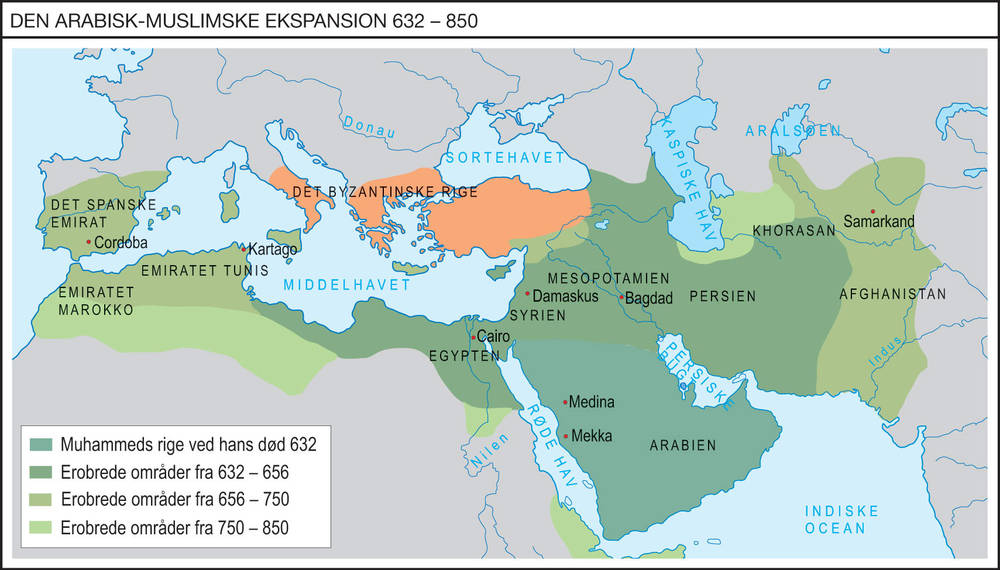 DEN ARABISK-MUSLIMSKE EKSPANSION 632 – 850
Donau
SORTEHAVET
KASPISKE HAV
ARALSØEN
DET BYZANTINSKE RIGE
DET SPANSKE
EMIRAT
Cordoba
Kartago
Samarkand
KHORASAN
EMIRATET TUNIS
MIDDELHAVET
MESOPOTAMIEN
EMIRATET
MAROKKO
Damaskus
Bagdad
PERSIEN
AFGHANISTAN
SYRIEN
Cairo
EGYPTEN
PERSISKE
BUGT
Indus
Medina
Mekka
RØDE HAV
ARABIEN
Nilen
INDISKE
OCEAN
Muhammeds rige ved hans død 632
Erobrede områder fra 632 – 656
Erobrede områder fra 656 – 750
Erobrede områder fra 750 – 850